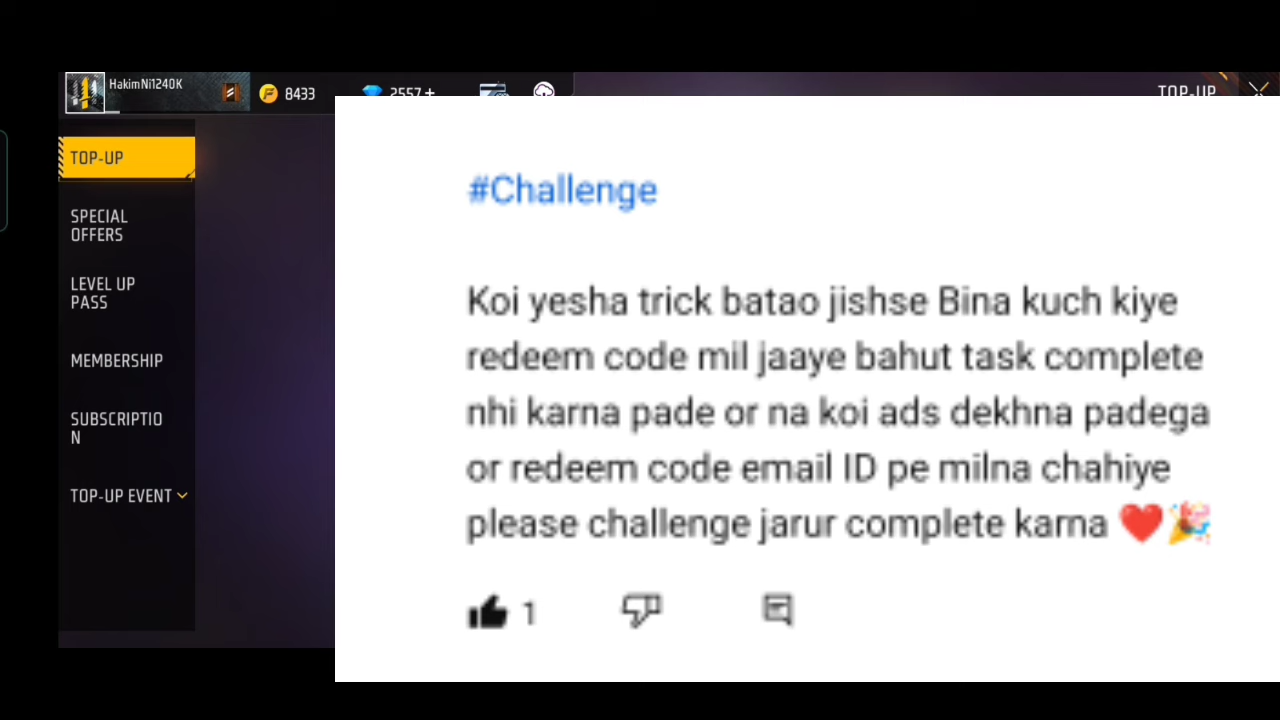 HakimNi1240K
8433
2557+
TOP-UP
TOP-UP
SPECIAL
OFFERS
LEVEL UP
PASS
MEMBERSHIP
SUBSCRIPTIO
N
TOP-UP EVENT
#Challenge
Koi yesha trick batao jishse Bina kuch kiye
redeem code mil jaaye bahut task complete
nhi karna pade or na koi ads dekhna padega
or redeem code email ID pe milna chahiye
please challenge jarur complete karna ❤️🎉
1